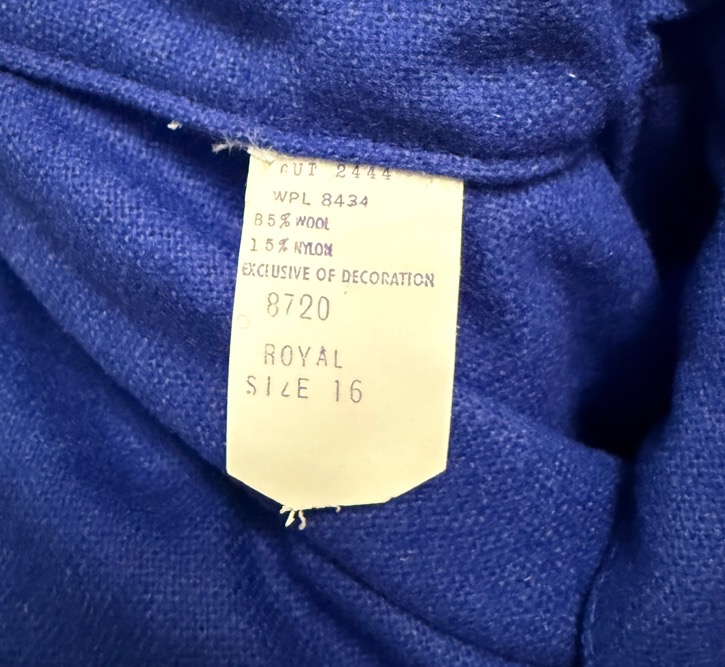 CUT 2444
WPL 8434
85% WOOL
15% NYLON
EXCLUSIVE OF DECORATION
8720
ROYAL
SIZE 16